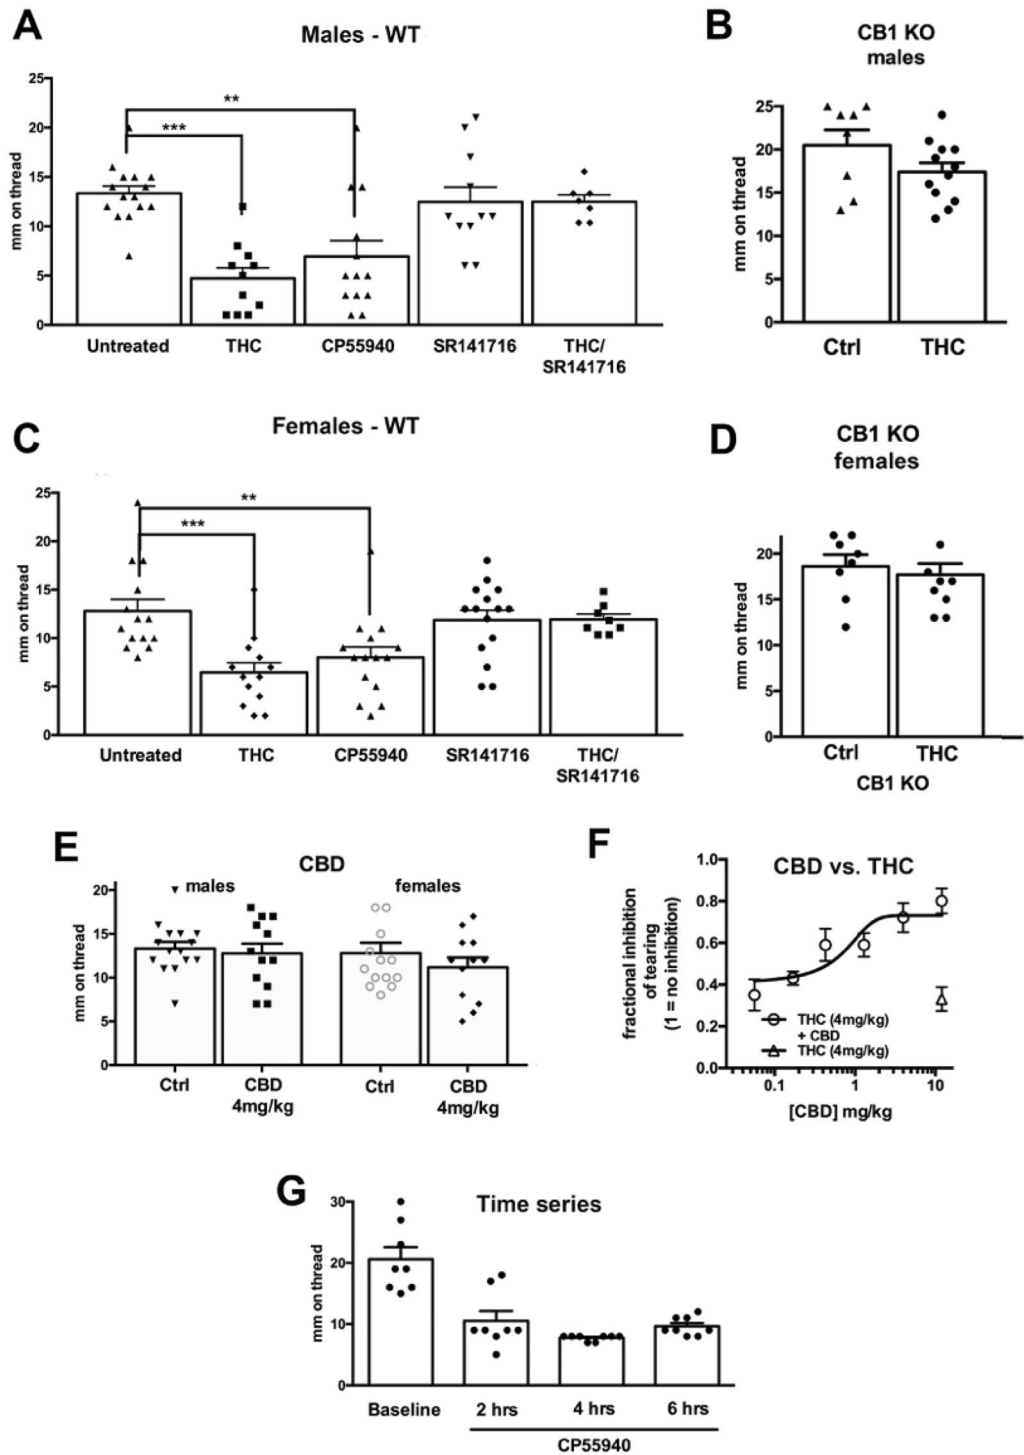 A
Males - WT
mm on thread
25
20
15
10
5
0
**
***
Untreated
THC
CP55940
SR141716
THC/
SR141716
B
CB1 KO
males
mm on thread
25
20
15
10
5
0
Ctrl
THC
C
Females - WT
mm on thread
25
20
15
10
5
0
**
***
Untreated
THC
CP55940
SR141716
THC/
SR141716
D
CB1 KO
females
mm on thread
20
15
10
5
0
Ctrl
THC
CB1 KO
E
CBD
males
females
mm on thread
20
15
10
5
0
Ctrl
CBD
4mg/kg
Ctrl
CBD
4mg/kg
F
CBD vs. THC
fractional inhibition
of tearing
(1 = no inhibition)
1.0
0.8
0.6
0.4
0.2
0.0
THC (4mg/kg)
+ CBD
THC (4mg/kg)
0.1
1
10
[CBD] mg/kg
G
Time series
mm on thread
30
20
10
0
Baseline
2 hrs
4 hrs
6 hrs
CP55940